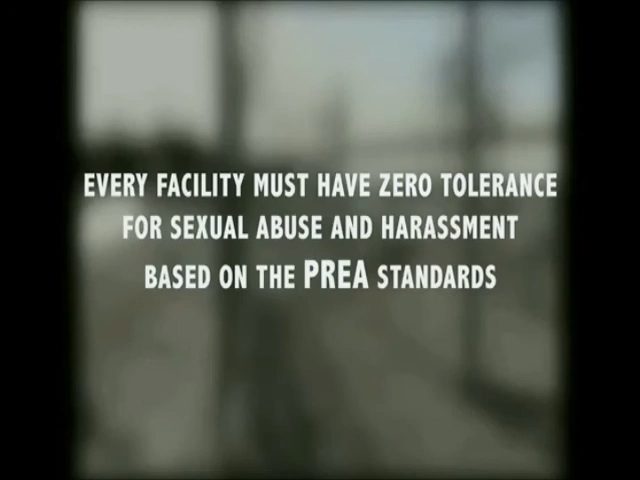 EVERY FACILITY MUST HAVE ZERO TOLERANCE
FOR SEXUAL ABUSE AND HARASSMENT
BASED ON THE PREA STANDARDS